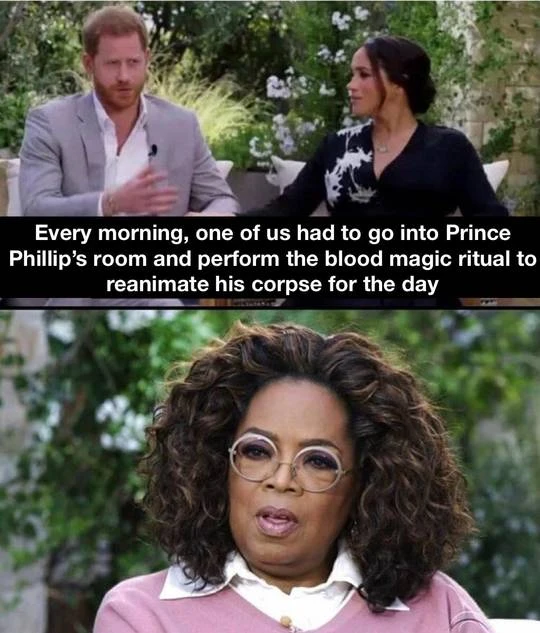 Every morning, one of us had to go into Prince
Phillip's room and perform the blood magic ritual to
reanimate his corpse for the day